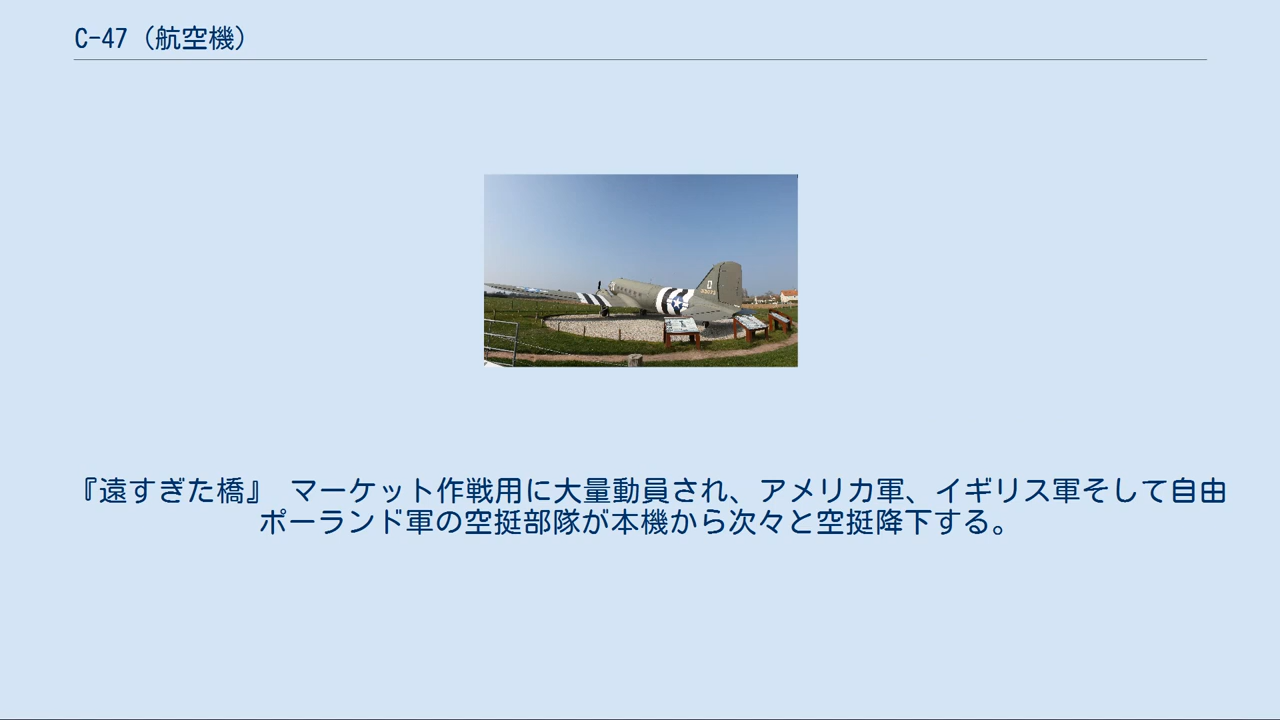 C-47（航空機）
『遠すぎた橋』 マーケット作戦用に大量動員され、アメリカ軍、イギリス軍そして自由
ポーランド軍の空挺部隊が本機から次々と空挺降下する。